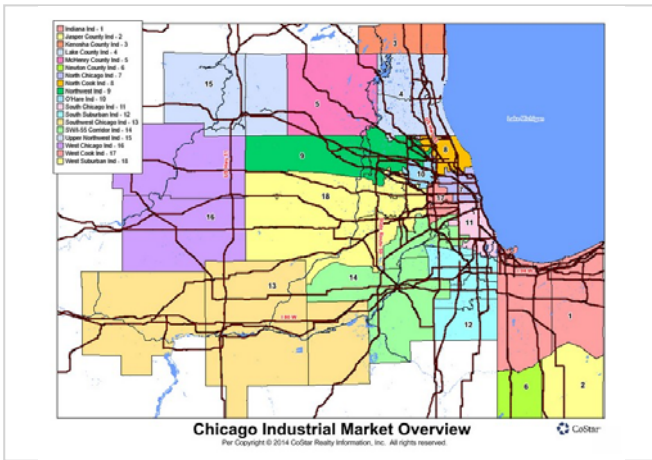 Indiana Ind - 1
Jasper County Ind - 2
Kenosha County Ind - 3
Lake County Ind - 4
McHenry County Ind - 5
Newton County Ind - 6
North Chicago Ind - 7
North Cook Ind - 8
Northwest Ind - 9
O'Hare Ind - 10
South Chicago Ind - 11
South Suburban Ind - 12
Southwest Chicago Ind - 13
SW/I-55 Corridor Ind - 14
Upper Northwest Ind - 15
West Chicago Ind - 16
West Cook Ind - 17
West Suburban Ind - 18
3
15
5
4
Lake Michigan
9
8
10
16
18
17
11
13
14
I 80 W
12
1
6
2
Chicago Industrial Market Overview
CoStar
Per Copyright © 2014 CoStar Realty Information, Inc. All rights reserved.